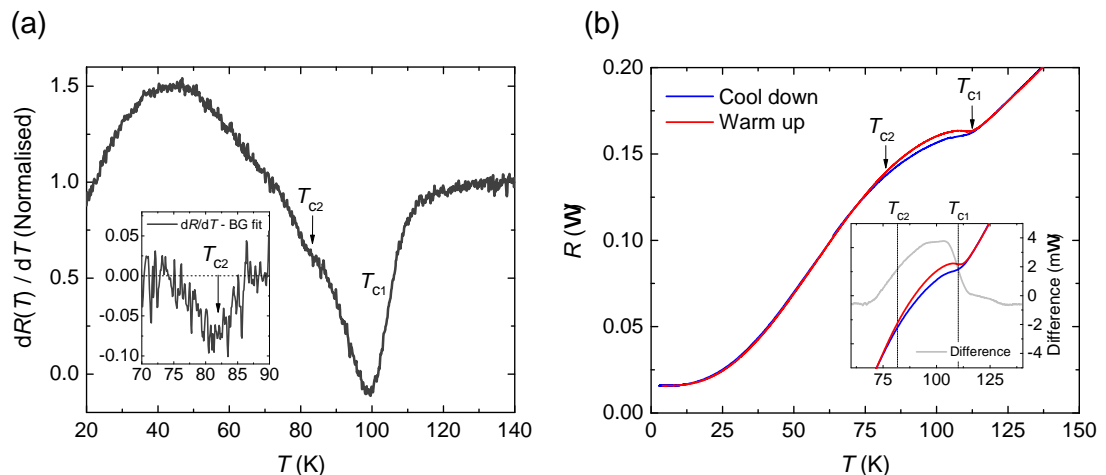 (a)
dR(T) / dT (Normalised)
1.5
1.0
0.5
0.0
20 40 60 80 100 120 140
T (K)
T_c2
T_c1
dR/dT - BG fit
T_c2
0.05
0.00
-0.05
-0.10
70 75 80 85 90
(b)
R (W)
0.20
0.15
0.10
0.05
0.00
0 25 50 75 100 125 150
T (K)
Cool down
Warm up
T_c2
T_c1
T_c2 T_c1
4
2
0
-2
-4
Difference (mW)
Difference
75 100 125